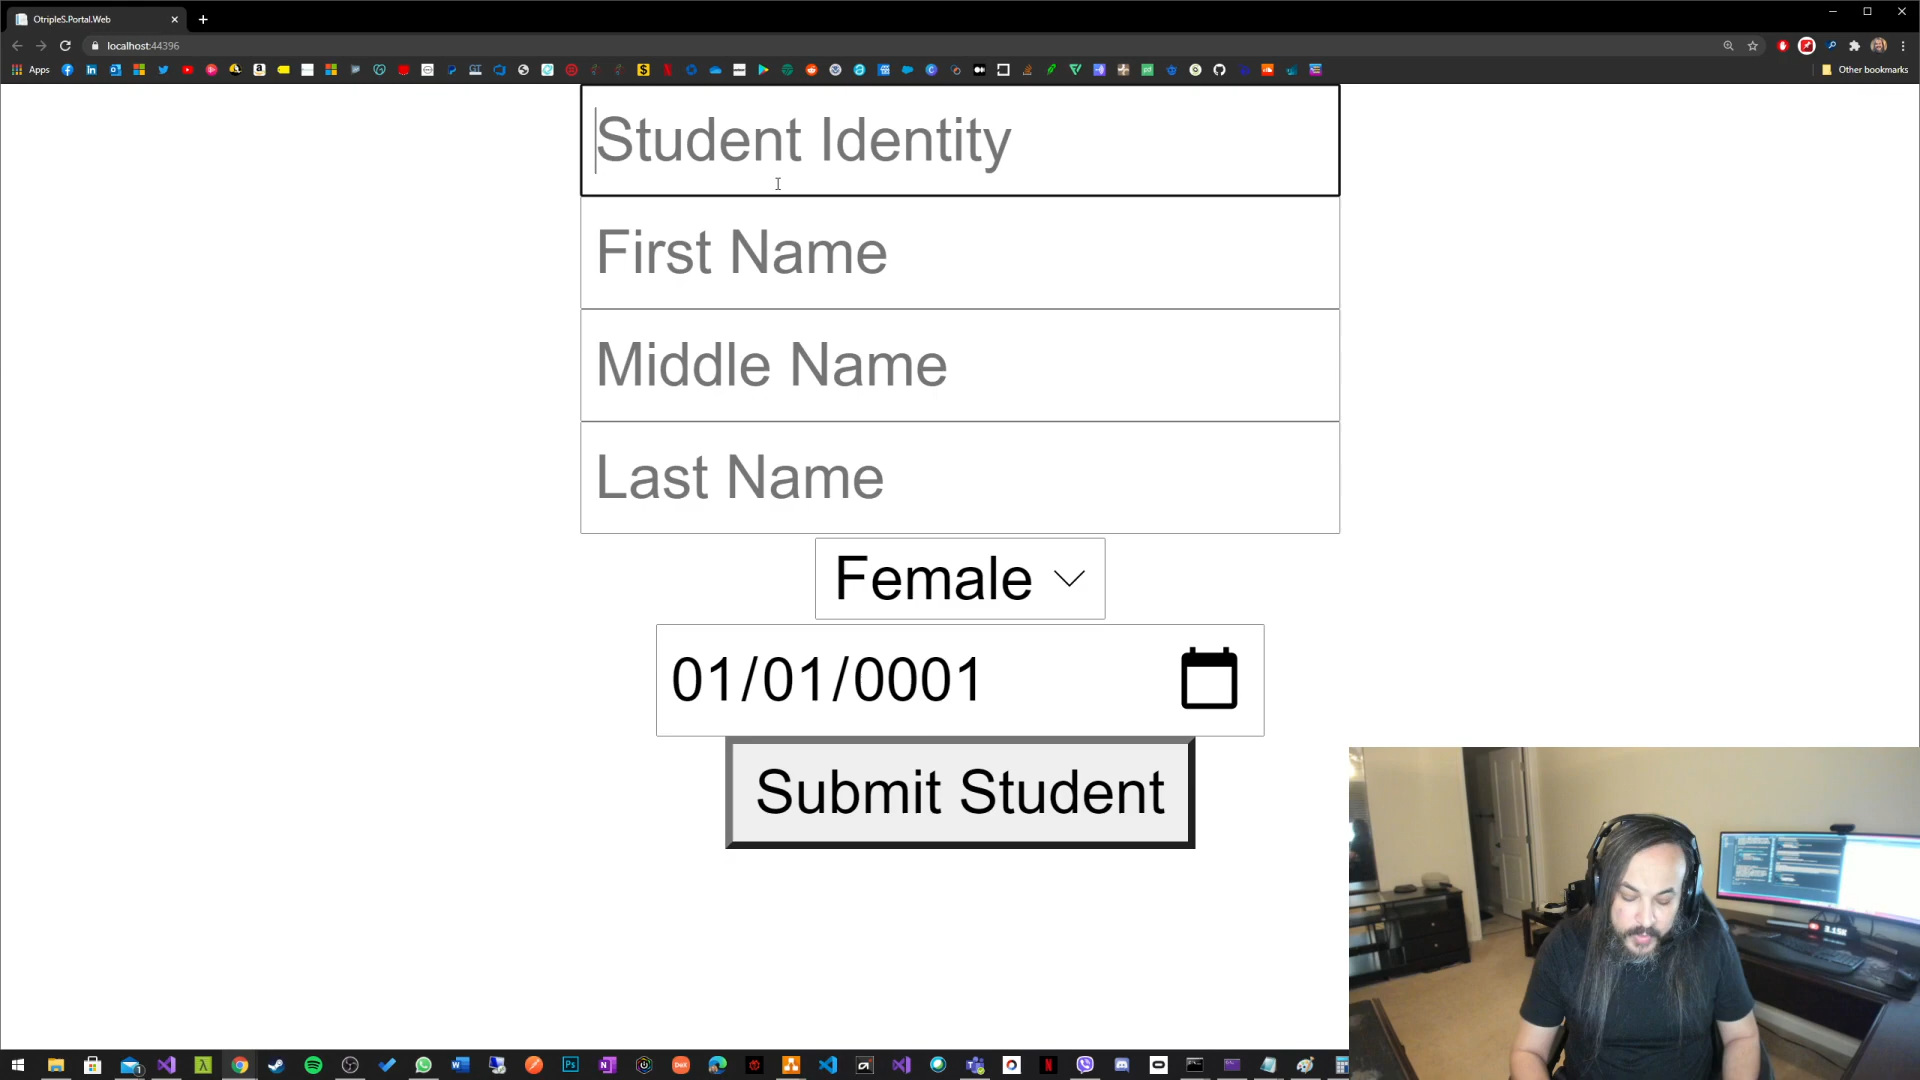 OtripleS.Portal.Web
localhost:44396
Apps
Other bookmarks
Student Identity
First Name
Middle Name
Last Name
Female
01/01/0001
Submit Student